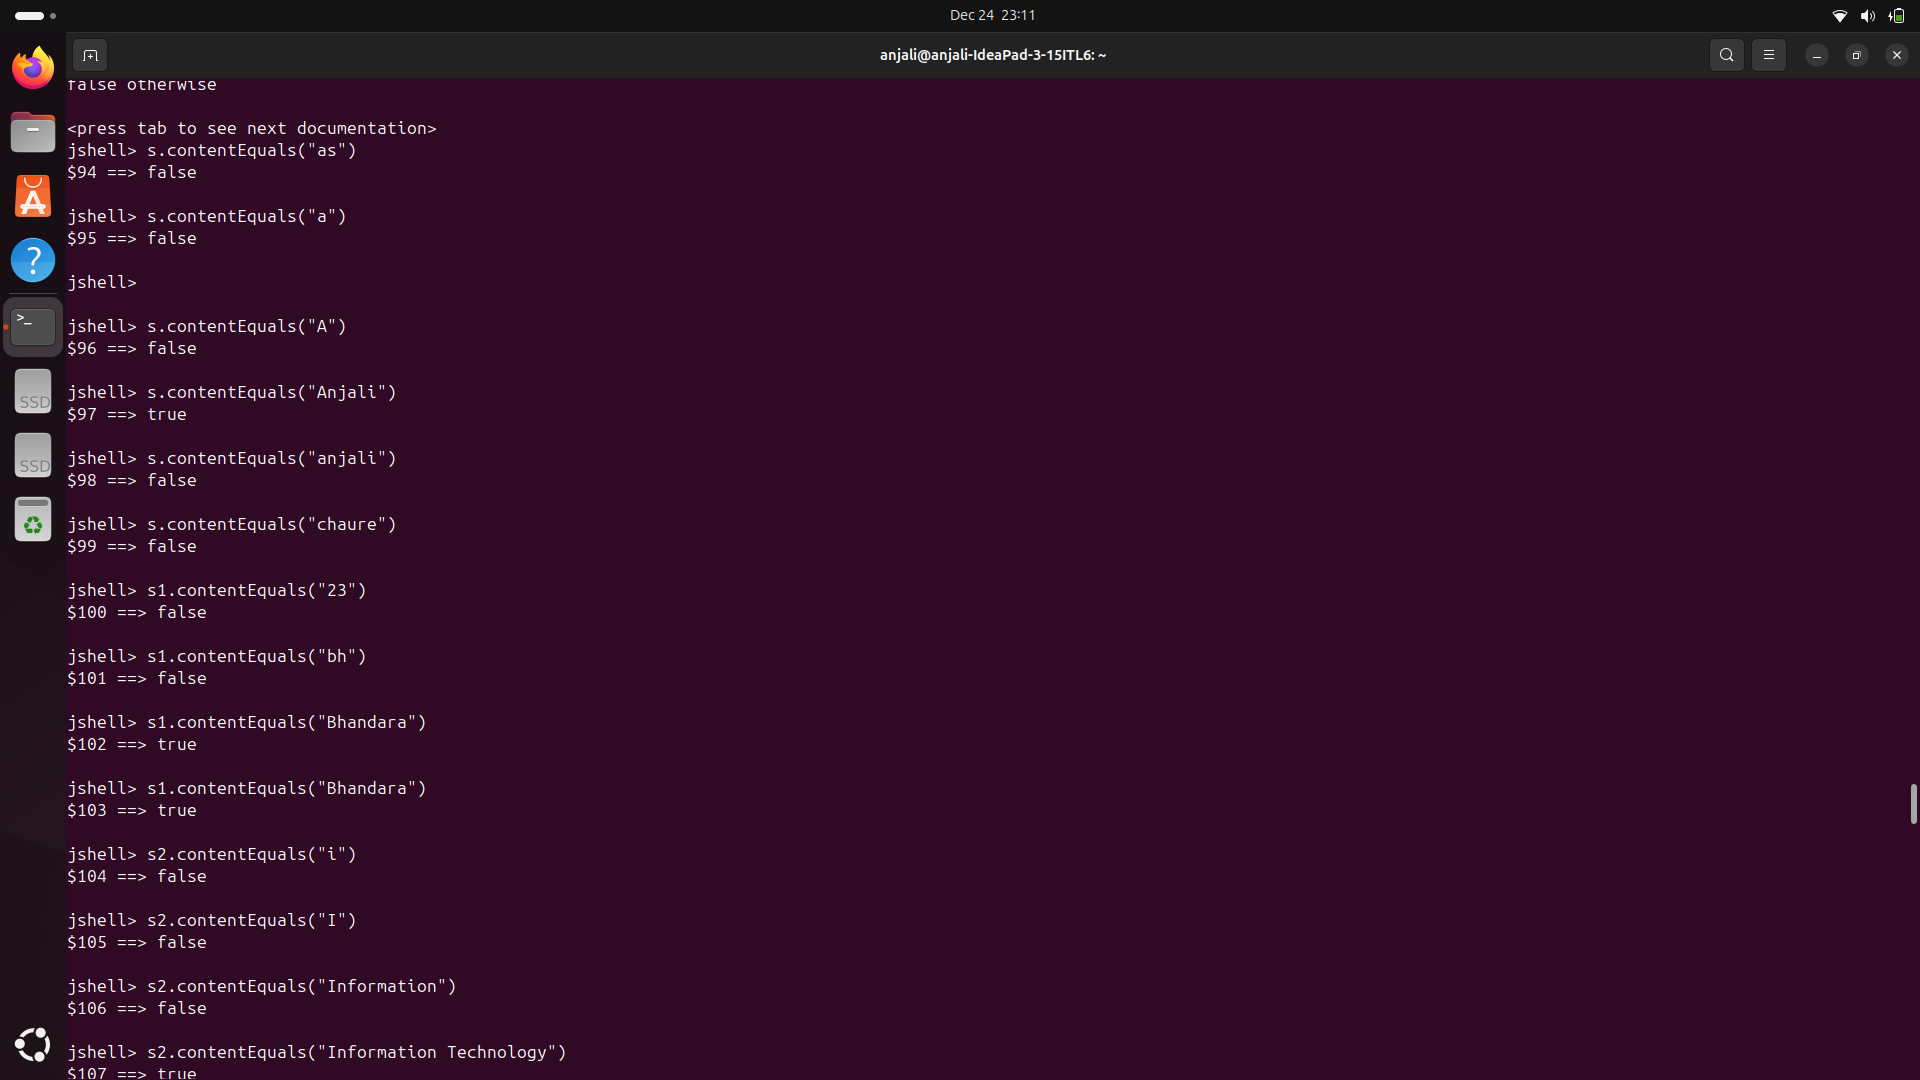 Dec 24 23:11
anjali@anjali-IdeaPad-3-15ITL6: ~
false otherwise
<press tab to see next documentation>
jshell> s.contentEquals("as")
$94 ==> false
jshell> s.contentEquals("a")
$95 ==> false
jshell>
jshell> s.contentEquals("A")
$96 ==> false
jshell> s.contentEquals("Anjali")
$97 ==> true
jshell> s.contentEquals("anjali")
$98 ==> false
jshell> s.contentEquals("chaure")
$99 ==> false
jshell> s1.contentEquals("23")
$100 ==> false
jshell> s1.contentEquals("bh")
$101 ==> false
jshell> s1.contentEquals("Bhandara")
$102 ==> true
jshell> s1.contentEquals("Bhandara")
$103 ==> true
jshell> s2.contentEquals("i")
$104 ==> false
jshell> s2.contentEquals("I")
$105 ==> false
jshell> s2.contentEquals("Information")
$106 ==> false
jshell> s2.contentEquals("Information Technology")
$107 ==> true
A
?
>_
SSD
SSD